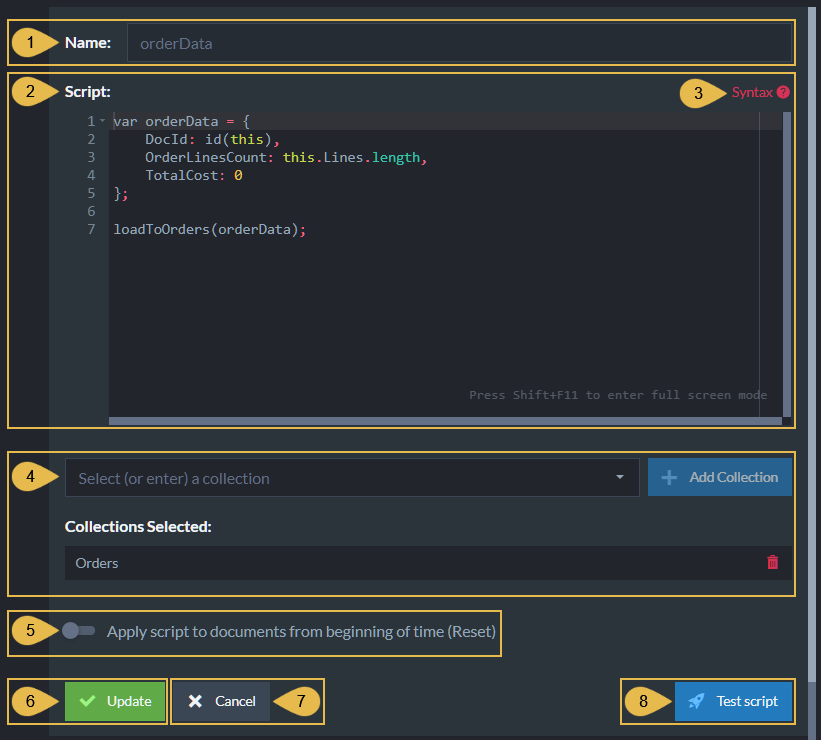 1 Name: orderData
2 Script: 3 Syntax ?
1 var orderData = {
2 DocId: id(this),
3 OrderLinesCount: this.Lines.length,
4 TotalCost: 0
5 };
6
7 loadToOrders(orderData);
Press Shift+F11 to enter full screen mode
4 Select (or enter) a collection + Add Collection
Collections Selected:
Orders
5 Apply script to documents from beginning of time (Reset)
6 Update Cancel 7 8 Test script